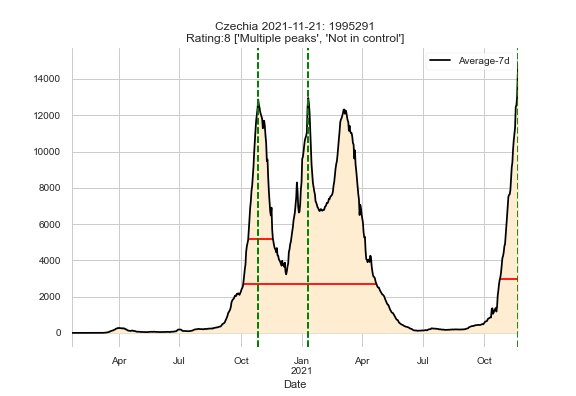 Czechia 2021-11-21: 1995291
Rating:8 ['Multiple peaks', 'Not in control']
Average-7d
14000
12000
10000
8000
6000
4000
2000
0
Apr Jul Oct Jan Apr Jul Oct
2021
Date